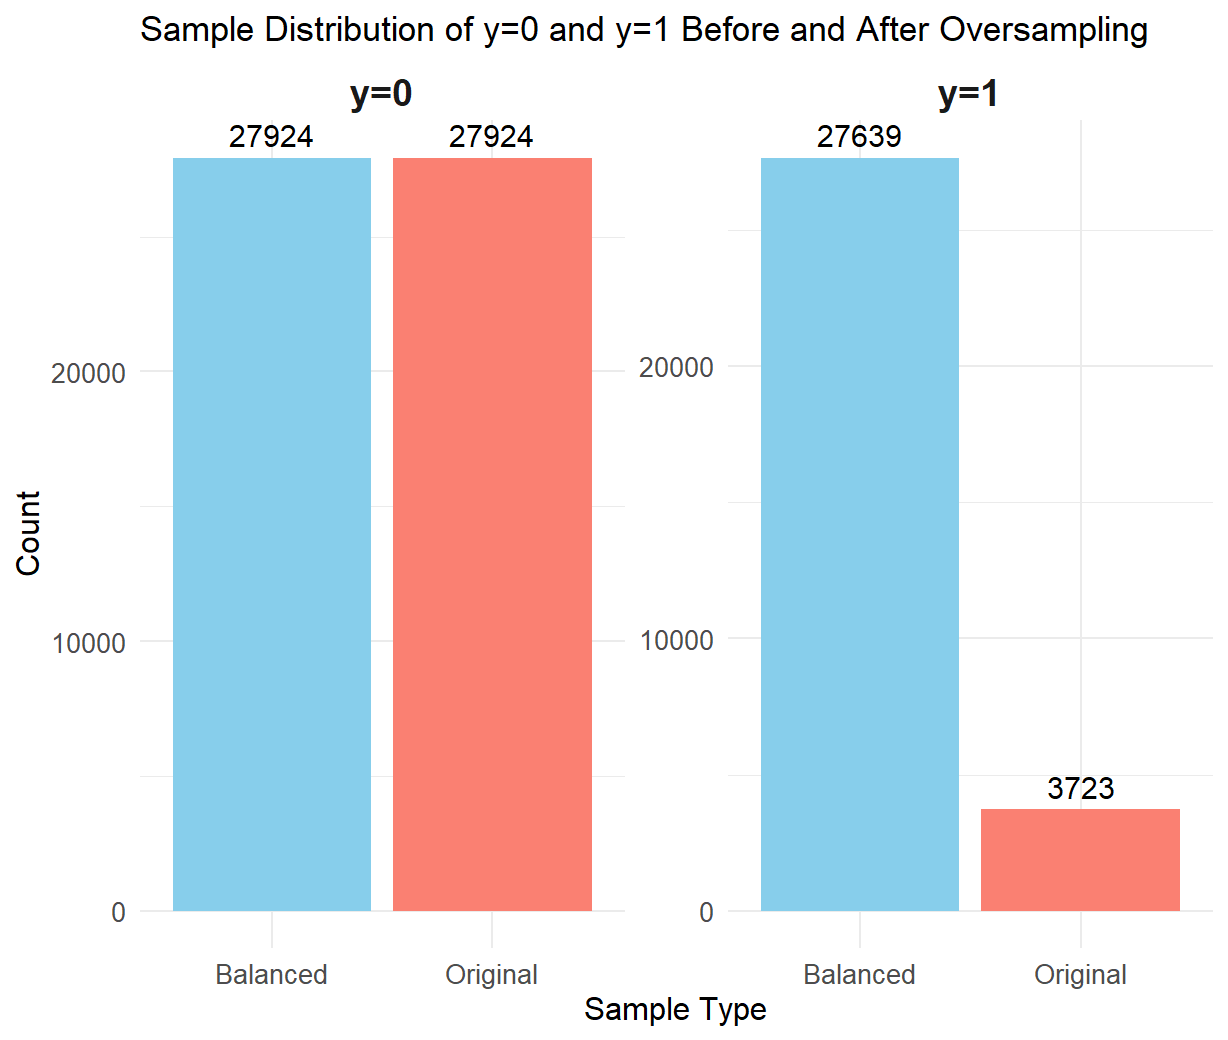 Sample Distribution of y=0 and y=1 Before and After Oversampling
y=0
27924
27924
20000
10000
0
Balanced
Original
y=1
27639
3723
20000
10000
0
Balanced
Original
Count
Sample Type